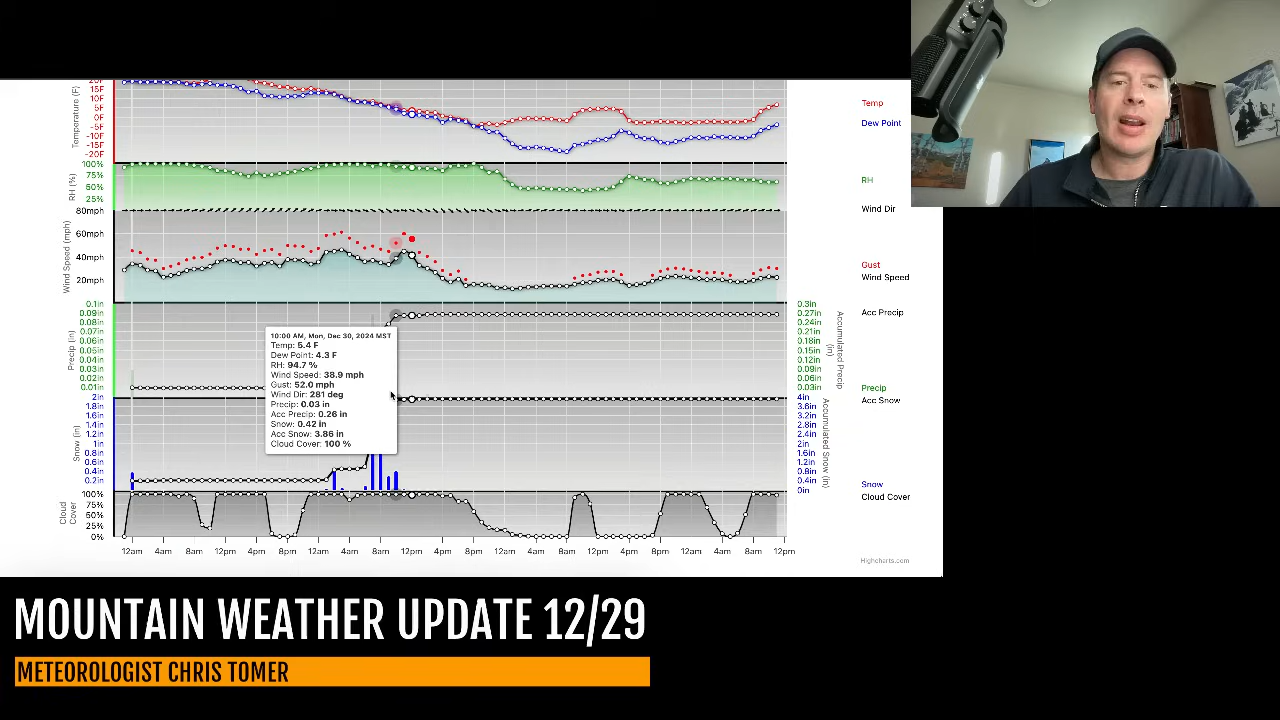 20F
15F
10F
5F
0F
-5F
-10F
-15F
-20F
Temperature (F)
Temp
Dew Point
100%
75%
50%
25%
RH (%)
RH
80mph
60mph
40mph
20mph
Wind Speed (mph)
Wind Dir
Gust
Wind Speed
0.1in
0.09in
0.08in
0.07in
0.06in
0.05in
0.04in
0.03in
0.02in
0.01in
Precip (in)
0.3in
0.27in
0.24in
0.21in
0.18in
0.15in
0.12in
0.09in
0.06in
0.03in
Accumulated Precip
(in)
Acc Precip
Precip
10:00 AM, Mon, Dec 30, 2024 MST
Temp: 5.4 F
Dew Point: 4.3 F
RH: 94.7 %
Wind Speed: 38.9 mph
Gust: 52.0 mph
Wind Dir: 281 deg
Precip: 0.03 in
Acc Precip: 0.26 in
Snow: 0.42 in
Acc Snow: 3.86 in
Cloud Cover: 100 %
2in
1.8in
1.6in
1.4in
1.2in
1in
0.8in
0.6in
0.4in
0.2in
Snow (in)
4in
3.6in
3.2in
2.8in
2.4in
2in
1.6in
1.2in
0.8in
0.4in
0in
Accumulated Snow (in)
Acc Snow
Snow
100%
75%
50%
25%
0%
Cloud
Cover
Cloud Cover
12am 4am 8am 12pm 4pm 8pm 12am 4am 8am 12pm 4pm 8pm 12am 4am 8am 12pm 4pm 8pm 12am 4am 8am 12pm
Highcharts.com
MOUNTAIN WEATHER UPDATE 12/29
METEOROLOGIST CHRIS TOMER